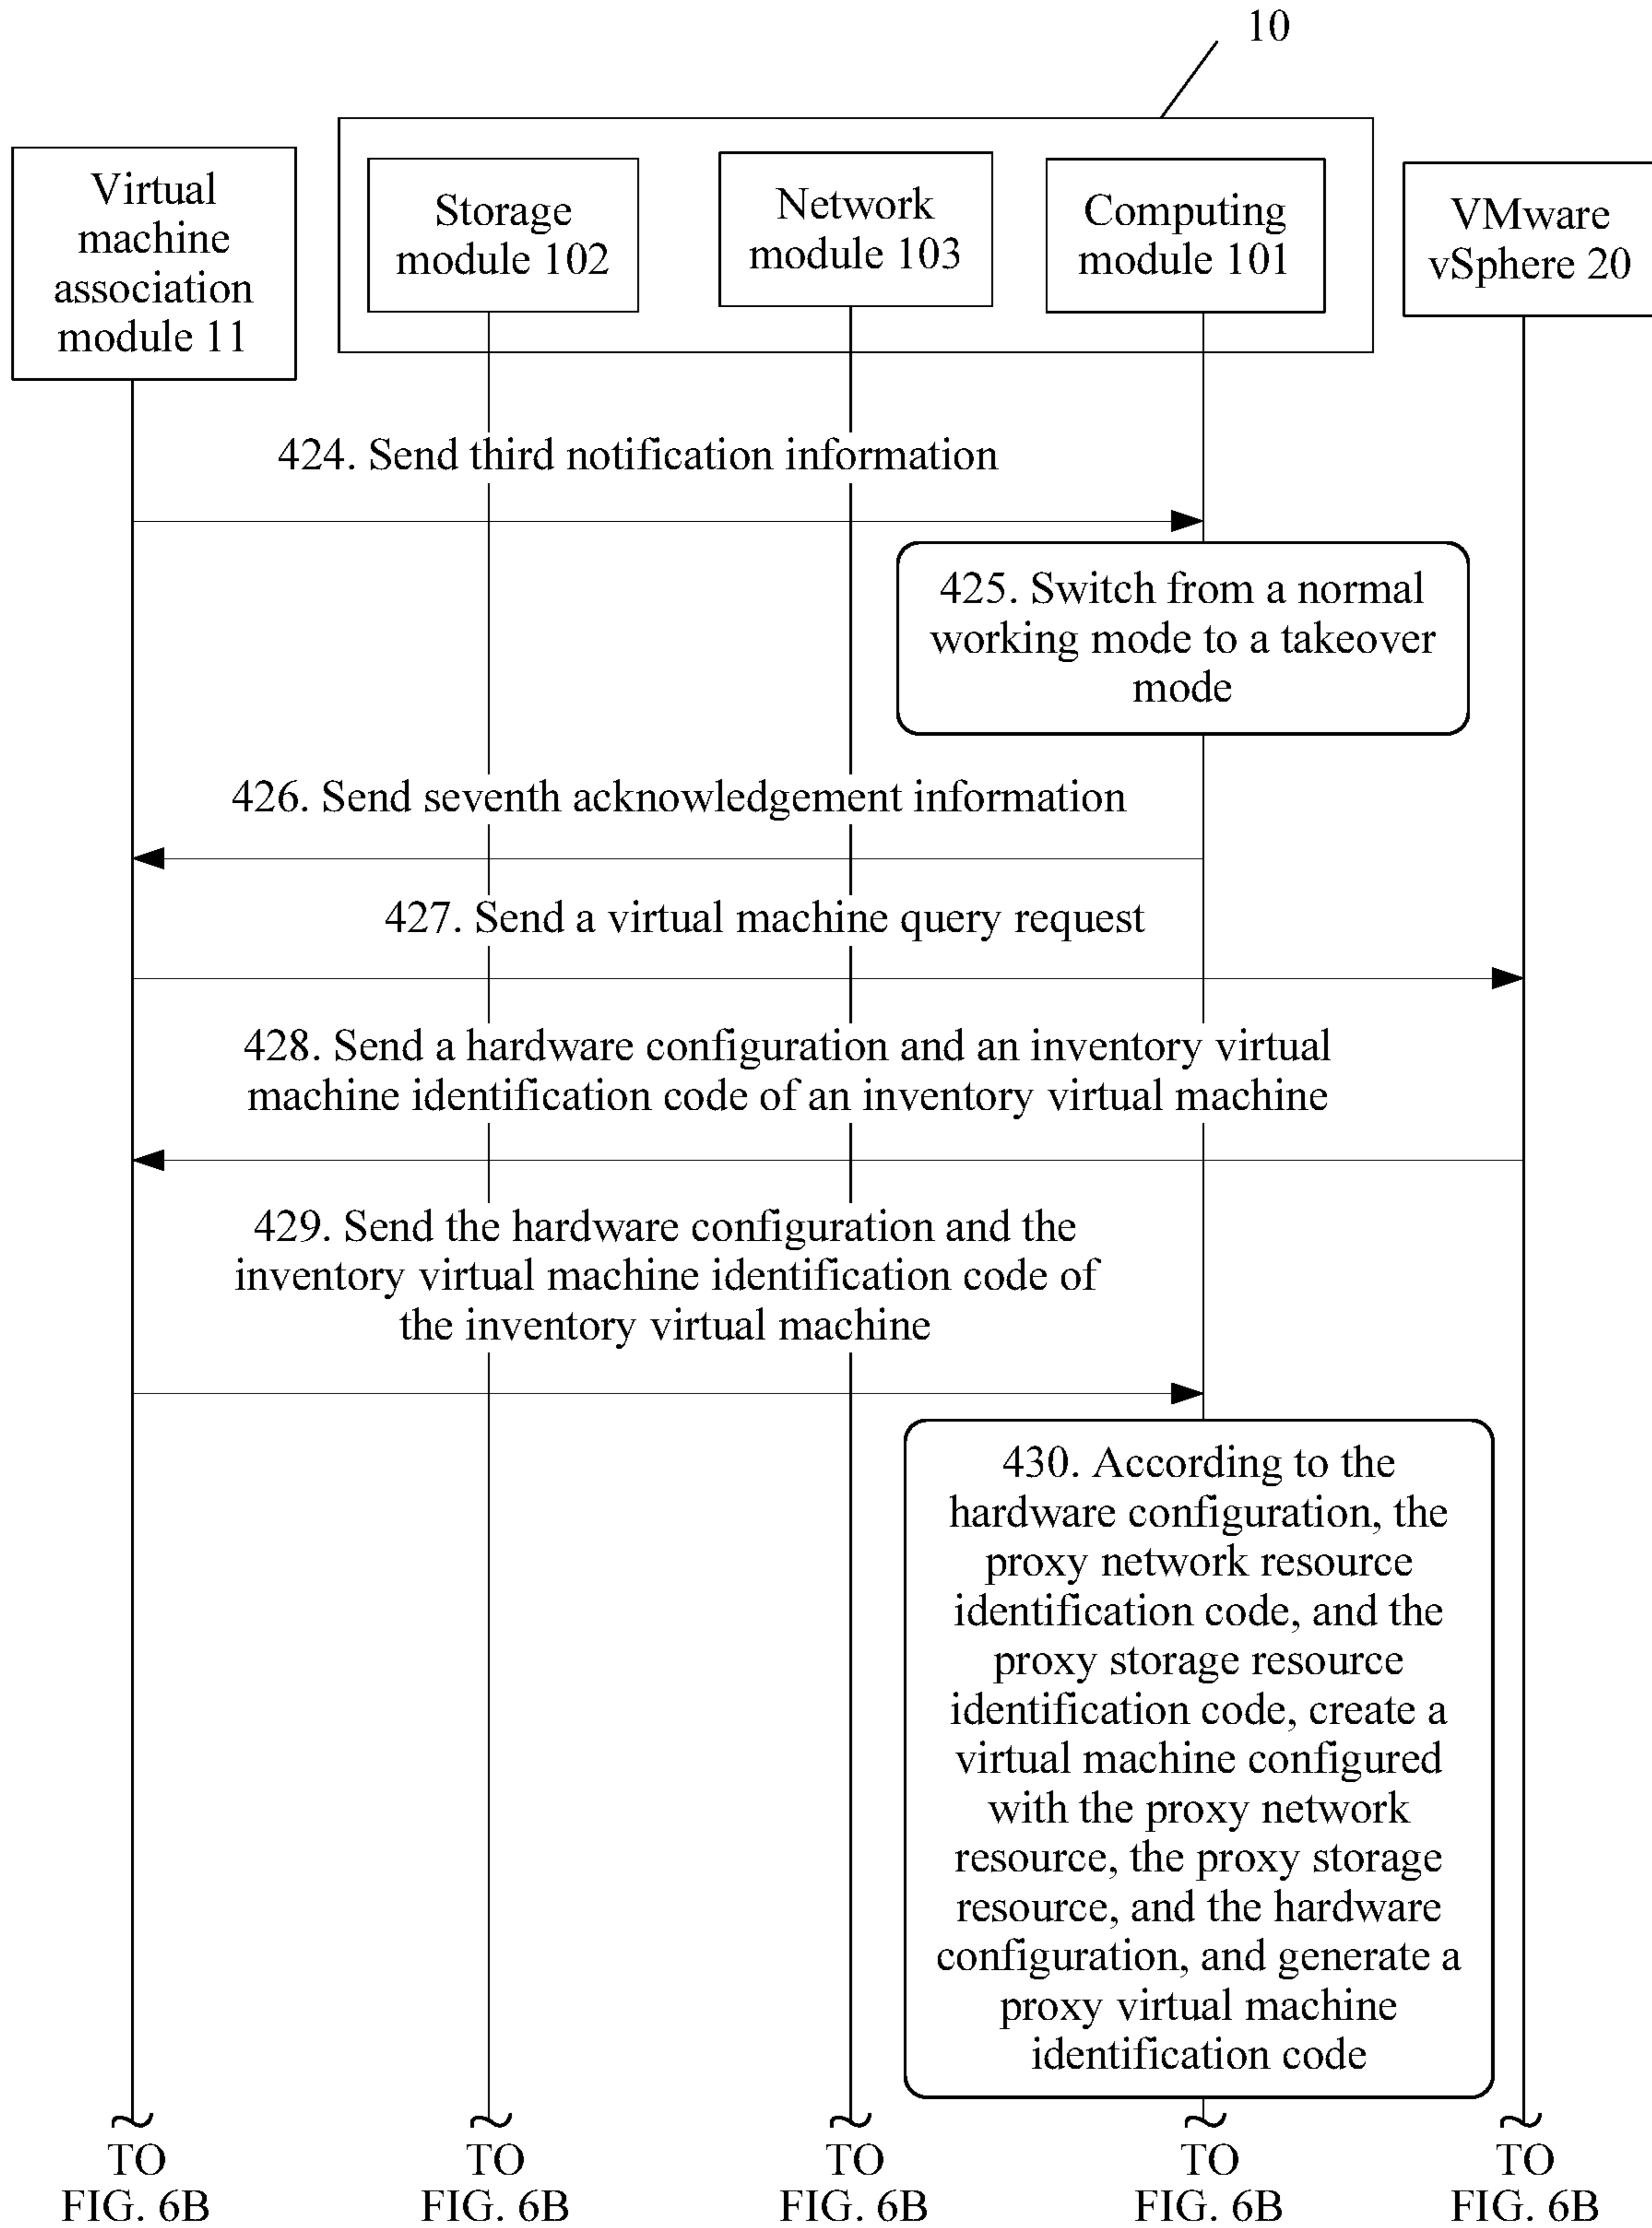 10
Virtual
machine
association
module 11
Storage
module 102
Network
module 103
Computing
module 101
VMware
vSphere 20
424. Send third notification information
425. Switch from a normal
working mode to a takeover
mode
426. Send seventh acknowledgement information
427. Send a virtual machine query request
428. Send a hardware configuration and an inventory virtual
machine identification code of an inventory virtual machine
429. Send the hardware configuration and the
inventory virtual machine identification code of
the inventory virtual machine
430. According to the
hardware configuration, the
proxy network resource
identification code, and the
proxy storage resource
identification code, create a
virtual machine configured
with the proxy network
resource, the proxy storage
resource, and the hardware
configuration, and generate a
proxy virtual machine
identification code
TO
FIG. 6B
TO
FIG. 6B
TO
FIG. 6B
TO
FIG. 6B
TO
FIG. 6B